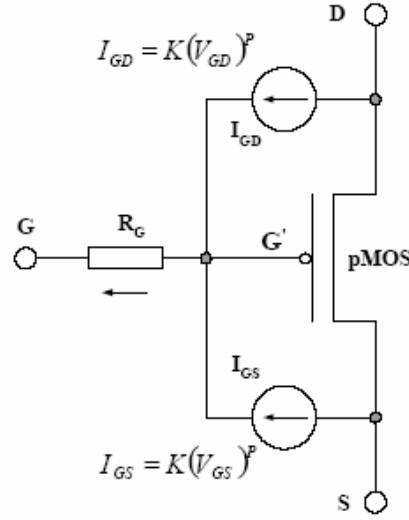 D
I_GD = K(V_GD)^P
I_GD
G
R_G
G'
pMOS
I_GS
I_GS = K(V_GS)^P
S